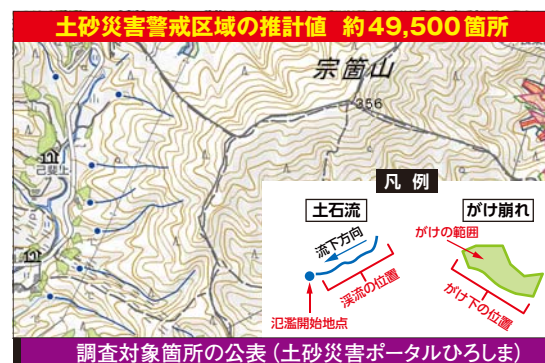 土砂災害警戒区域の推計値 約49,500箇所
宗箇山
356
己斐上
凡例
土石流
がけ崩れ
流下方向
がけの範囲
渓流の位置
がけ下の位置
氾濫開始地点
調査対象箇所の公表(土砂災害ポータルひろしま)